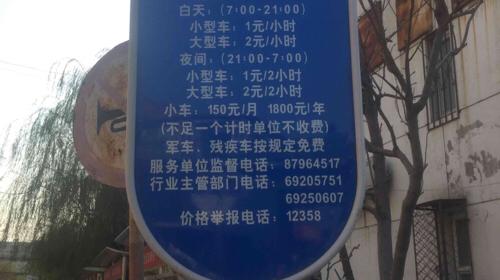 白天：(7:00-21:00)
小型车：1元/小时
大型车：2元/小时
夜间：(21:00-7:00)
小型车：1元/2小时
大型车：2元/2小时
小车：150元/月 1800元/年
(不足一个计时单位不收费)
军车、残疾车按规定免费
服务单位监督电话：87964517
行业主管部门电话：69205751
69250607
价格举报电话：12358